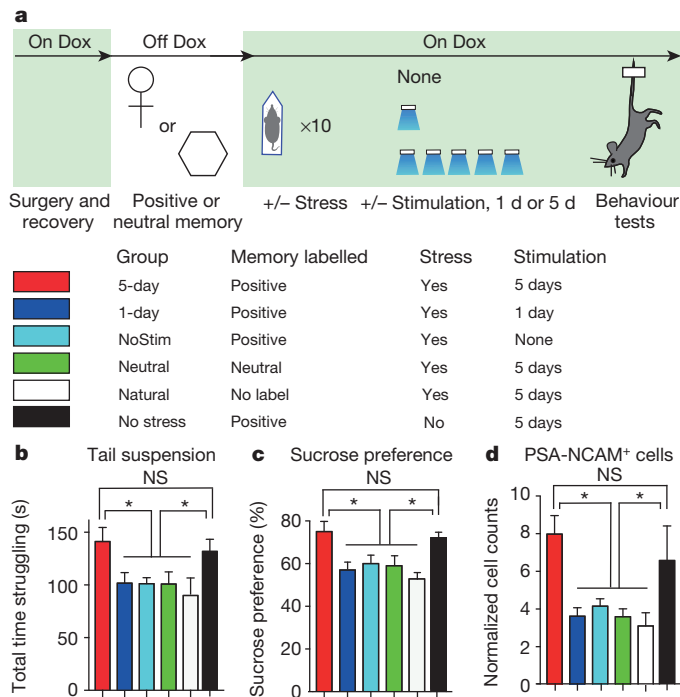 a
On Dox Off Dox On Dox
None
or
×10
Surgery and recovery
Positive or neutral memory
+/– Stress
+/– Stimulation, 1 d or 5 d
Behaviour tests
Group Memory labelled Stress Stimulation
5-day Positive Yes 5 days
1-day Positive Yes 1 day
NoStim Positive Yes None
Neutral Neutral Yes 5 days
Natural No label Yes 5 days
No stress Positive No 5 days
b Tail suspension
NS
* *
Total time struggling (s)
150
100
50
0
c Sucrose preference
NS
* *
Sucrose preference (%)
80
60
40
20
0
d PSA-NCAM⁺ cells
NS
* *
Normalized cell counts
10
8
6
4
2
0